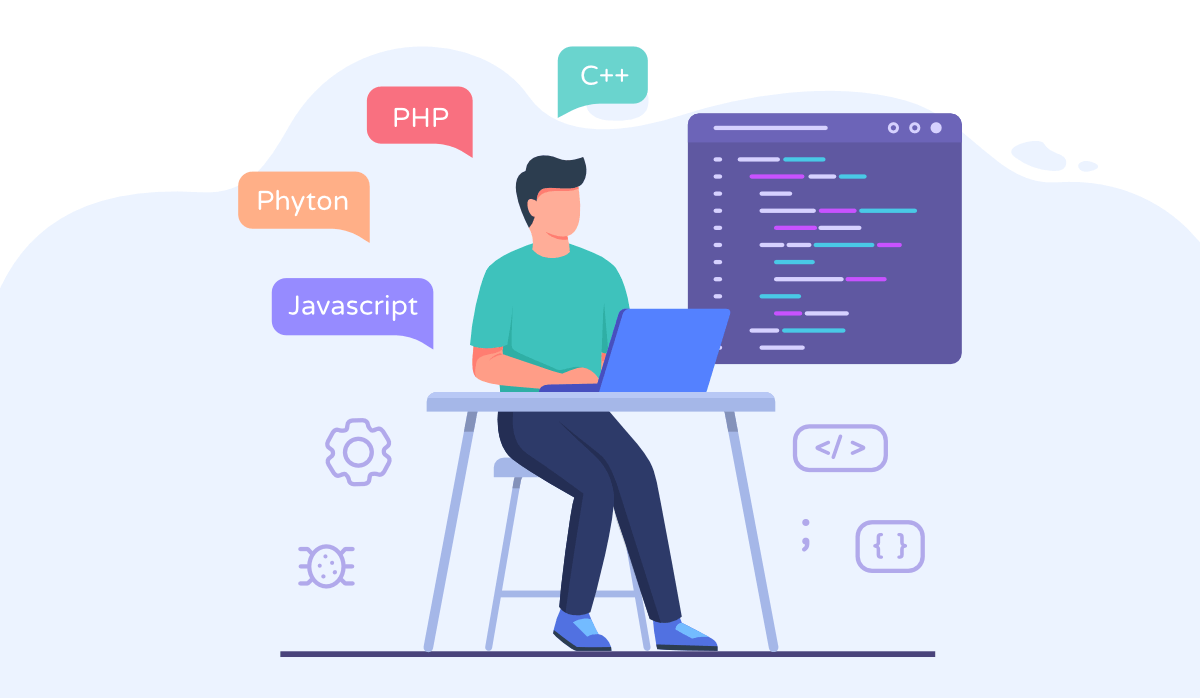 C++
PHP
Phyton
Javascript
</>
;
{ }